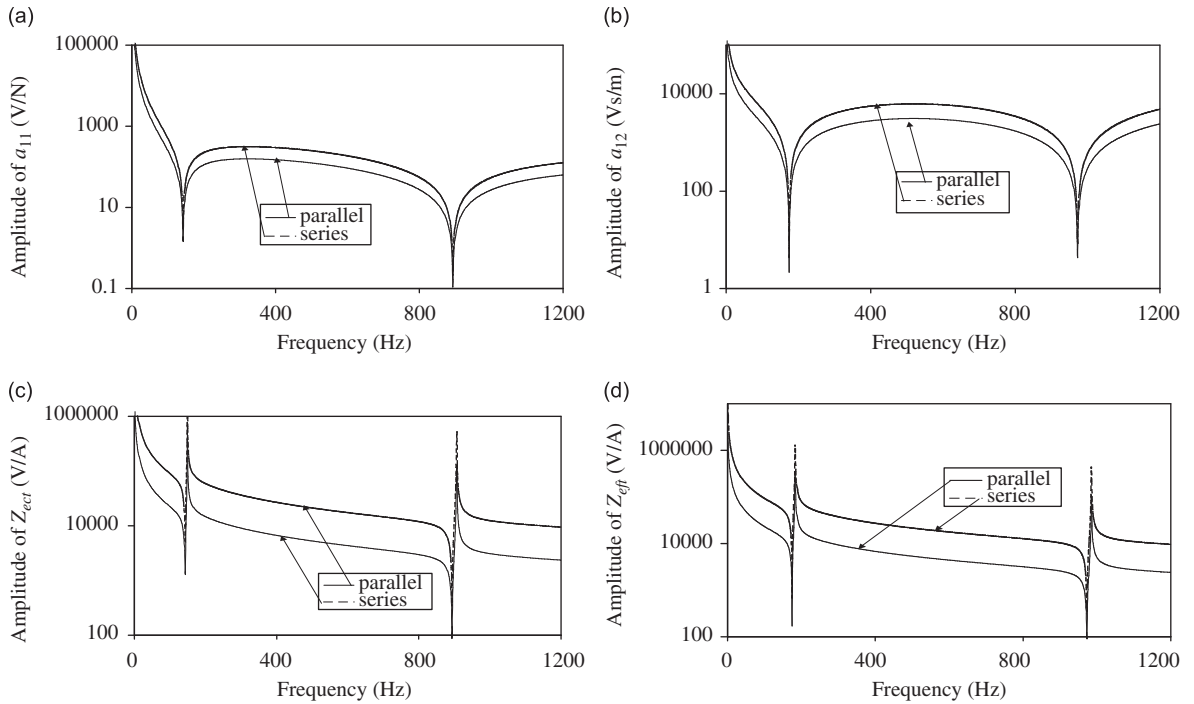 (a)
100000
1000
10
0.1
Amplitude of a11 (V/N)
parallel
series
0
400
800
1200
Frequency (Hz)
(b)
10000
100
1
Amplitude of a12 (Vs/m)
parallel
series
0
400
800
1200
Frequency (Hz)
(c)
1000000
10000
100
Amplitude of Zect (V/A)
parallel
series
0
400
800
1200
Frequency (Hz)
(d)
1000000
10000
100
Amplitude of Zeft (V/A)
parallel
series
0
400
800
1200
Frequency (Hz)